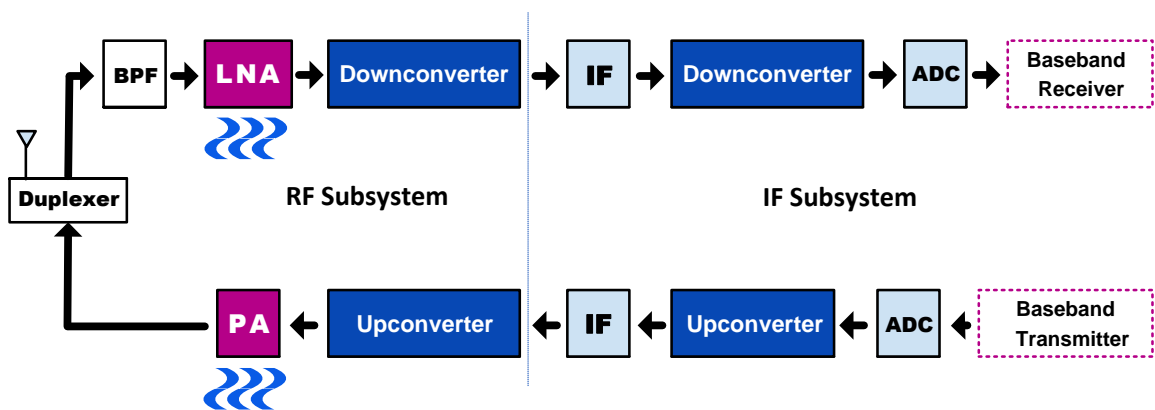 BPF
LNA
Downconverter
IF
Downconverter
ADC
Baseband
Receiver
Duplexer
RF Subsystem
IF Subsystem
PA
Upconverter
IF
Upconverter
ADC
Baseband
Transmitter